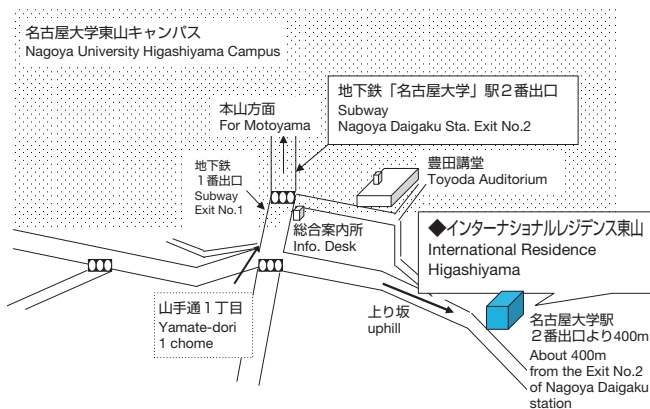 名古屋大学東山キャンパス
Nagoya University Higashiyama Campus
地下鉄「名古屋大学」駅2番出口
Subway
Nagoya Daigaku Sta. Exit No.2
本山方面
For Motoyama
地下鉄
1番出口
Subway
Exit No.1
豊田講堂
Toyoda Auditorium
総合案内所
Info. Desk
◆インターナショナルレジデンス東山
International Residence
Higashiyama
山手通1丁目
Yamate-dori
1 chome
上り坂
uphill
名古屋大学駅
2番出口より400m
About 400m
from the Exit No.2
of Nagoya Daigaku
station